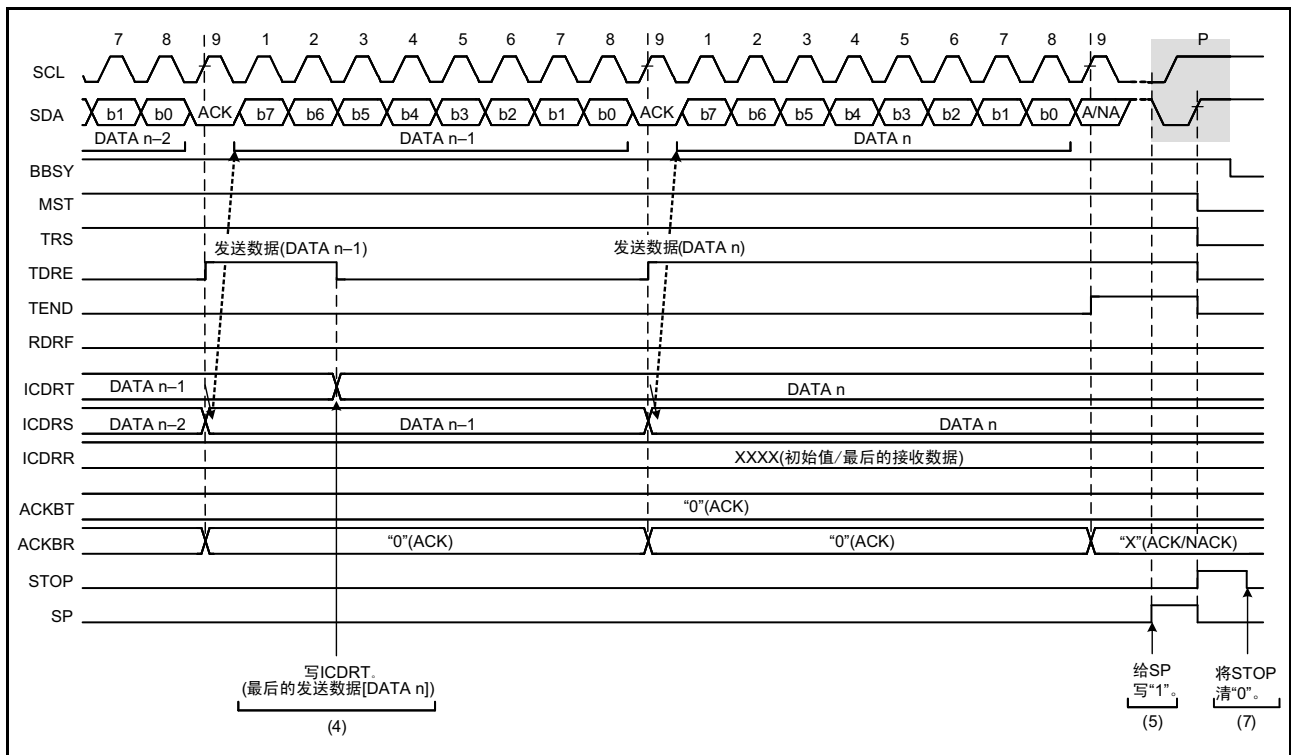 7 8 9 1 2 3 4 5 6 7 8 9 1 2 3 4 5 6 7 8 9 P
SCL
SDA b1 b0 ACK b7 b6 b5 b4 b3 b2 b1 b0 ACK b7 b6 b5 b4 b3 b2 b1 b0 A/NA
DATA n–2 DATA n–1 DATA n
BBSY
MST
TRS
发送数据(DATA n–1) 发送数据(DATA n)
TDRE
TEND
RDRF
ICDRT DATA n–1 DATA n
ICDRS DATA n–2 DATA n–1 DATA n
ICDRR XXXX(初始值/最后的接收数据)
ACKBT “0”(ACK)
ACKBR “0”(ACK) “0”(ACK) “X”(ACK/NACK)
STOP
SP
写ICDRT。
(最后的发送数据[DATA n])
(4)
给SP
写“1”。
(5)
将STOP
清“0”。
(7)